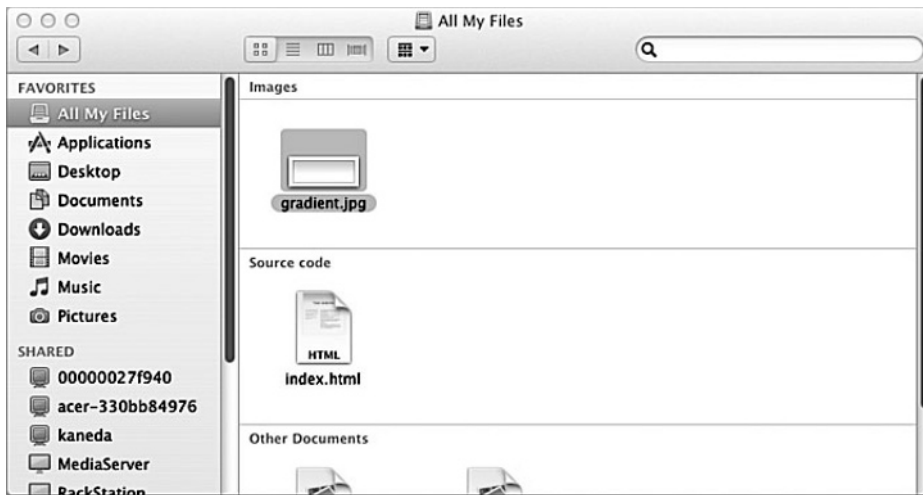 All My Files
FAVORITES
All My Files
Applications
Desktop
Documents
Downloads
Movies
Music
Pictures
SHARED
00000027f940
acer-330bb84976
kaneda
MediaServer
RackStation
Images
gradient.jpg
Source code
HTML
index.html
Other Documents